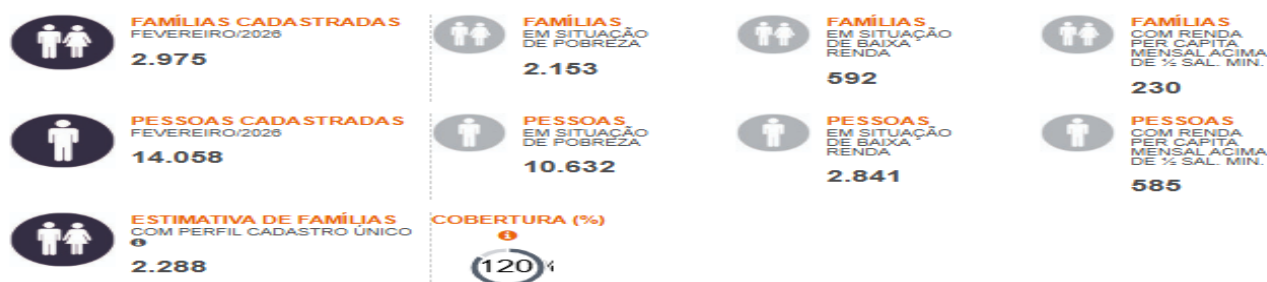 FAMÍLIAS CADASTRADAS
FEVEREIRO/2026
2.975
FAMÍLIAS
EM SITUAÇÃO
DE POBREZA
2.153
FAMÍLIAS
EM SITUAÇÃO
DE BAIXA
RENDA
592
FAMÍLIAS
COM RENDA
PER CAPITA
MENSAL ACIMA
DE ½ SAL. MIN.
230
PESSOAS CADASTRADAS
FEVEREIRO/2026
14.058
PESSOAS
EM SITUAÇÃO
DE POBREZA
10.632
PESSOAS
EM SITUAÇÃO
DE BAIXA
RENDA
2.841
PESSOAS
COM RENDA
PER CAPITA
MENSAL ACIMA
DE ½ SAL. MIN.
585
ESTIMATIVA DE FAMÍLIAS
COM PERFIL CADASTRO ÚNICO
2.288
COBERTURA (%)
120